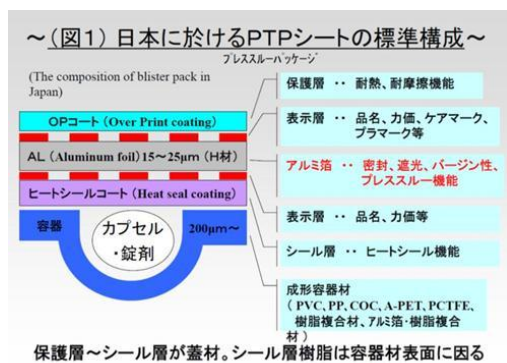 ～(図1) 日本に於けるPTPシートの標準構成～
プレススルーパッケージ
(The composition of blister pack in
Japan)
OPコート (Over Print coating)
AL (Aluminum foil) 15～25μm (H材)
ヒートシールコート (Heat seal coating)
容器
カプセル
・錠剤
200μm～
保護層 ‥ 耐熱、耐摩擦機能
表示層 ‥ 品名、力価、ケアマーク、
プラマーク等
アルミ箔 ‥ 密封、遮光、バージン性、
プレススルー機能
表示層 ‥ 品名、力価等
シール層 ‥ ヒートシール機能
成形容器材
( PVC, PP, COC, A-PET, PCTFE,
樹脂複合材、アルミ箔・樹脂複合
材 )
保護層～シール層が蓋材。シール層樹脂は容器材表面に因る